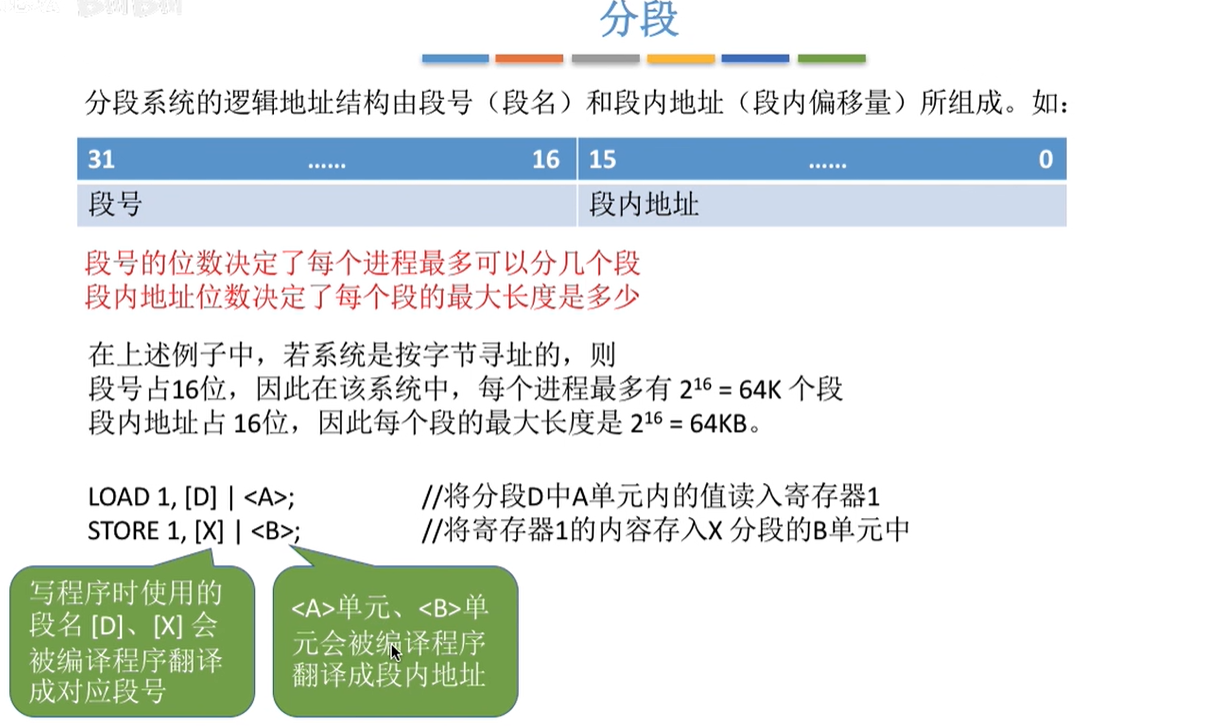 分段
分段系统的逻辑地址结构由段号（段名）和段内地址（段内偏移量）所组成。如：
31 …… 16 15 …… 0
段号 段内地址
段号的位数决定了每个进程最多可以分几个段
段内地址位数决定了每个段的最大长度是多少
在上述例子中，若系统是按字节寻址的，则
段号占16位，因此在该系统中，每个进程最多有 2¹⁶ = 64K 个段
段内地址占 16位，因此每个段的最大长度是 2¹⁶ = 64KB。
LOAD 1, [D] | <A>; //将分段D中A单元内的值读入寄存器1
STORE 1, [X] | <B>; //将寄存器1的内容存入X 分段的B单元中
写程序时使用的
段名 [D]、[X] 会
被编译程序翻译
成对应段号
<A>单元、<B>单
元会被编译程序
翻译成段内地址